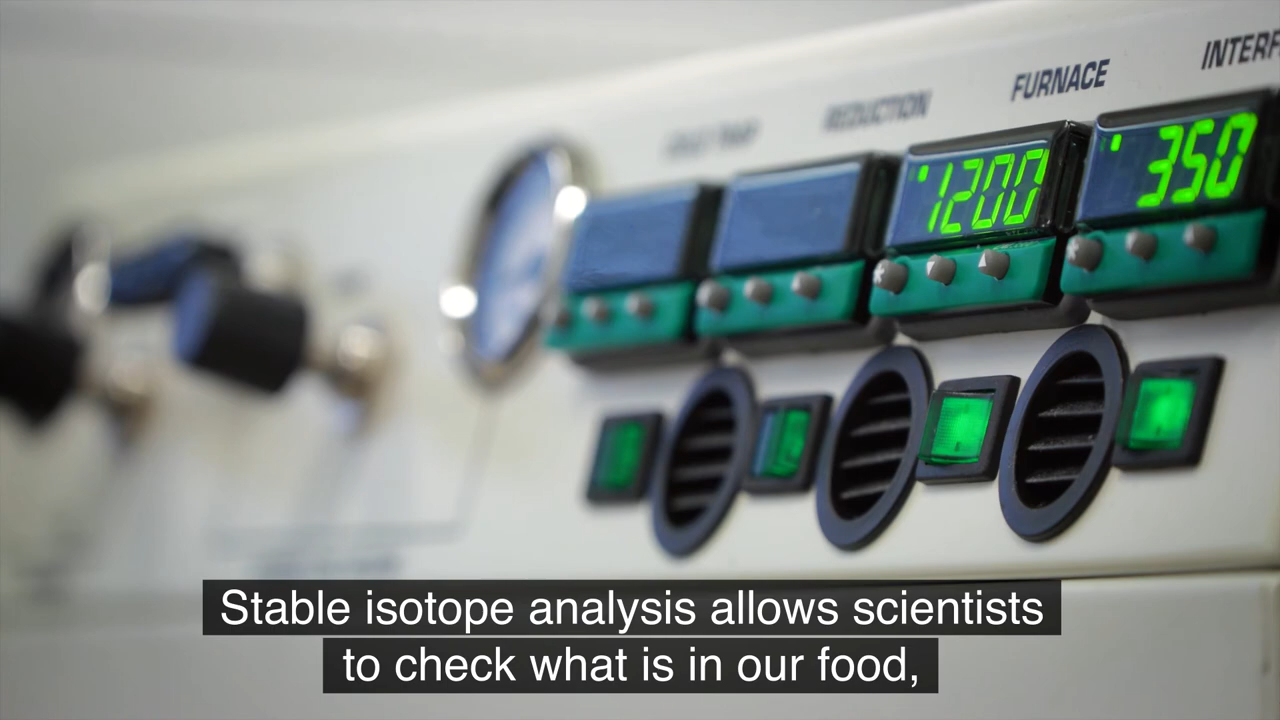 INTERF
FURNACE
REDUCTION
1200
350
Stable isotope analysis allows scientists
to check what is in our food,